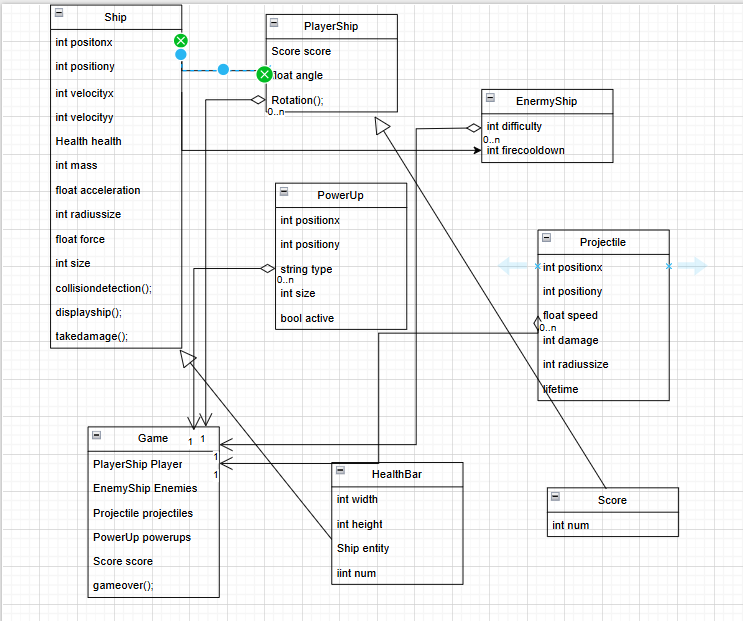 Ship
int positonx
int positiony
int velocityx
int velocityy
Health health
int mass
float acceleration
int radiussize
float force
int size
collisiondetection();
displayship();
takedamage();
PlayerShip
Score score
float angle
Rotation();
0..n
EnermyShip
int difficulty
0..n
int firecooldown
PowerUp
int positionx
int positiony
string type
0..n
int size
bool active
Projectile
int positionx
int positiony
float speed
0..n
int damage
int radiussize
lifetime
Game
1
1
PlayerShip Player
1
EnemyShip Enemies
1
Projectile projectiles
PowerUp powerups
Score score
gameover();
HealthBar
int width
int height
Ship entity
iint num
Score
int num